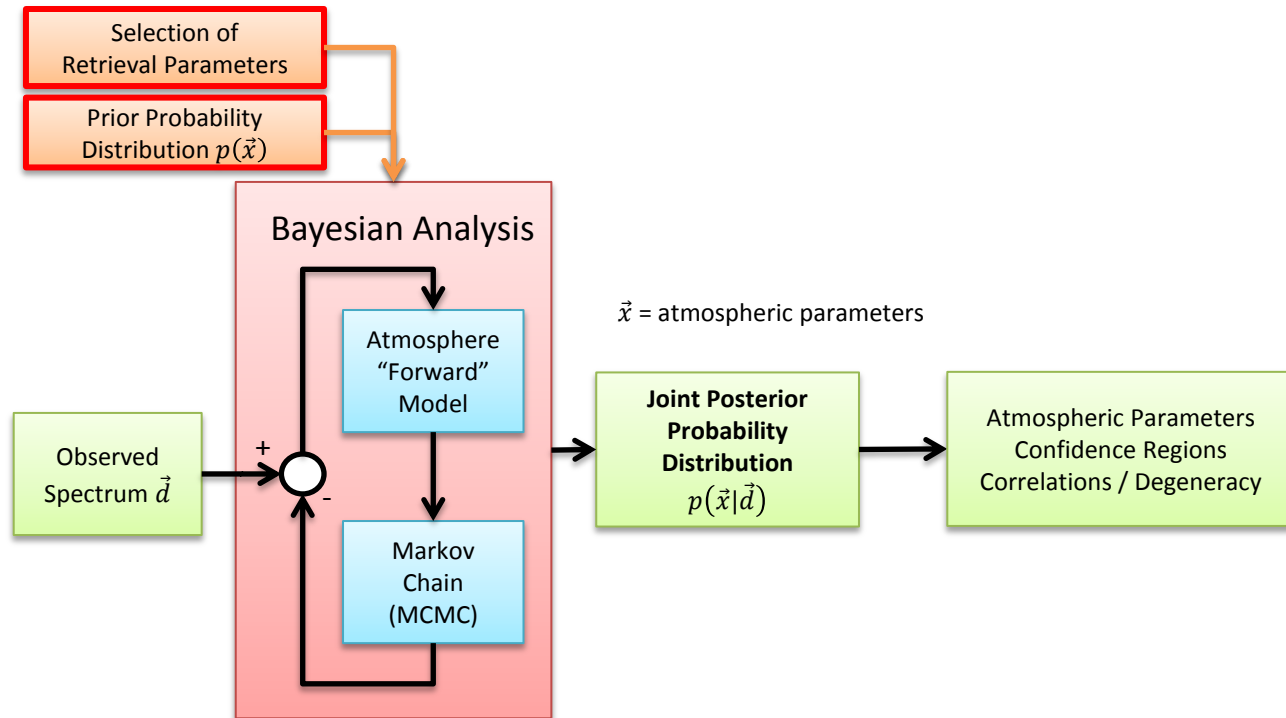 Selection of
Retrieval Parameters
Prior Probability
Distribution p(x⃗)
Bayesian Analysis
Atmosphere
“Forward”
Model
x⃗ = atmospheric parameters
Observed
Spectrum d⃗
+
-
Markov
Chain
(MCMC)
Joint Posterior
Probability
Distribution
p(x⃗|d⃗)
Atmospheric Parameters
Confidence Regions
Correlations / Degeneracy